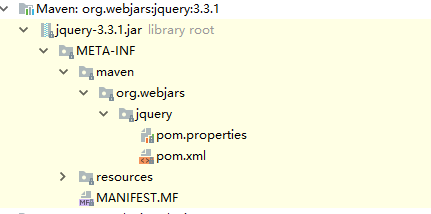 Maven: org.webjars:jquery:3.3.1
jquery-3.3.1.jar library root
META-INF
maven
org.webjars
jquery
pom.properties
pom.xml
resources
MANIFEST.MF